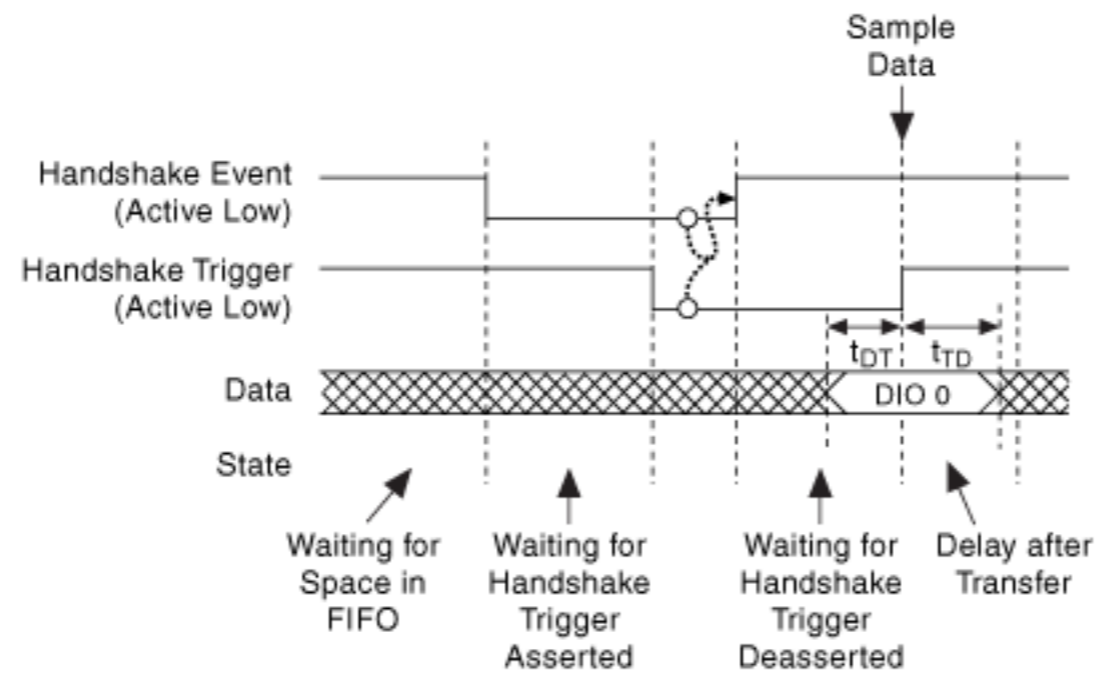 Sample
Data
Handshake Event
(Active Low)
Handshake Trigger
(Active Low)
tDT
tTD
Data
DIO 0
State
Waiting for
Space in
FIFO
Waiting for
Handshake
Trigger
Asserted
Waiting for
Handshake
Trigger
Deasserted
Delay after
Transfer